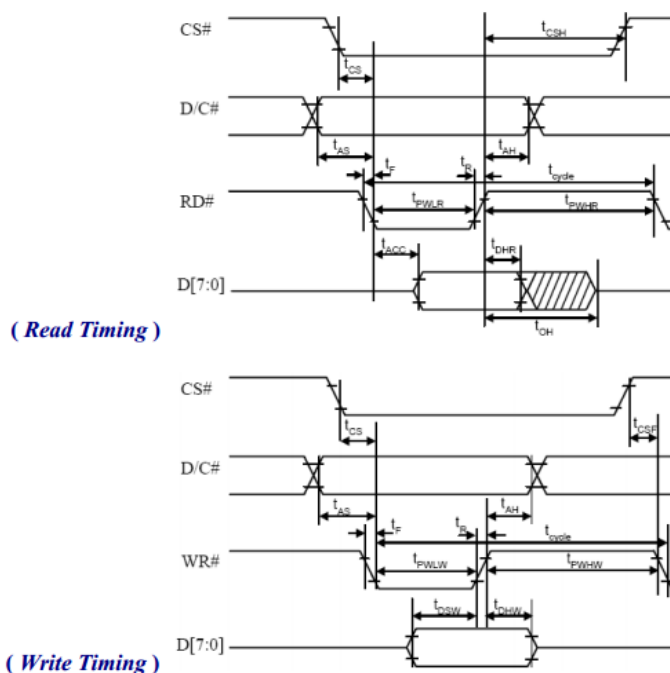 CS#
tCSH
tCS
D/C#
tAS
tF
tR
tAH
tcycle
RD#
tPWLR
tPWHR
tACC
tDHR
D[7:0]
tOH
( Read Timing )
CS#
tCS
tCSF
D/C#
tAS
tF
tR
tAH
tcycle
WR#
tPWLW
tPWHW
tDSW
tDHW
D[7:0]
( Write Timing )